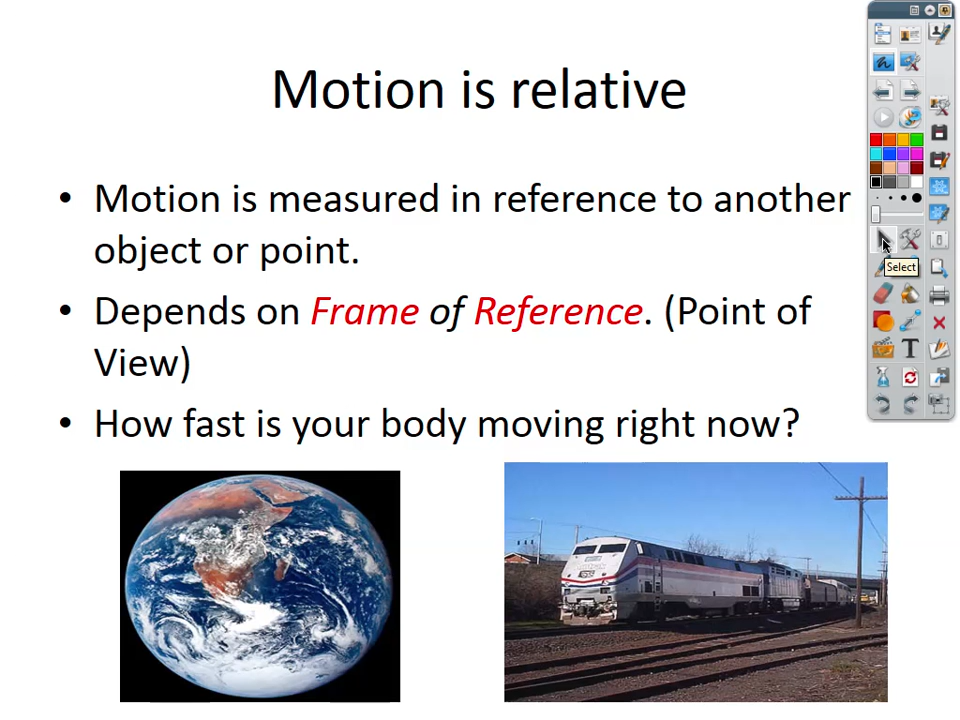 Motion is relative
• Motion is measured in reference to another
object or point.
• Depends on Frame of Reference. (Point of
View)
• How fast is your body moving right now?
Select
T